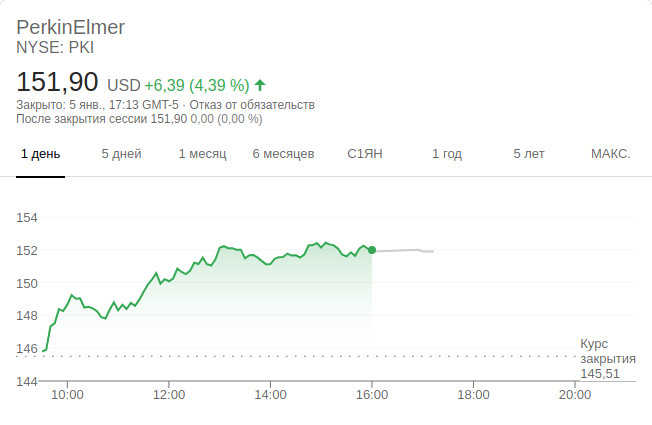 PerkinElmer
NYSE: PKI
151,90 USD +6,39 (4,39 %)
Закрыто: 5 янв., 17:13 GMT-5 · Отказ от обязательств
После закрытия сессии 151,90 0,00 (0,00 %)
1 день 5 дней 1 месяц 6 месяцев С1ЯН 1 год 5 лет МАКС.
154
152
150
148
146
144
Курс
закрытия
145,51
10:00 12:00 14:00 16:00 18:00 20:00